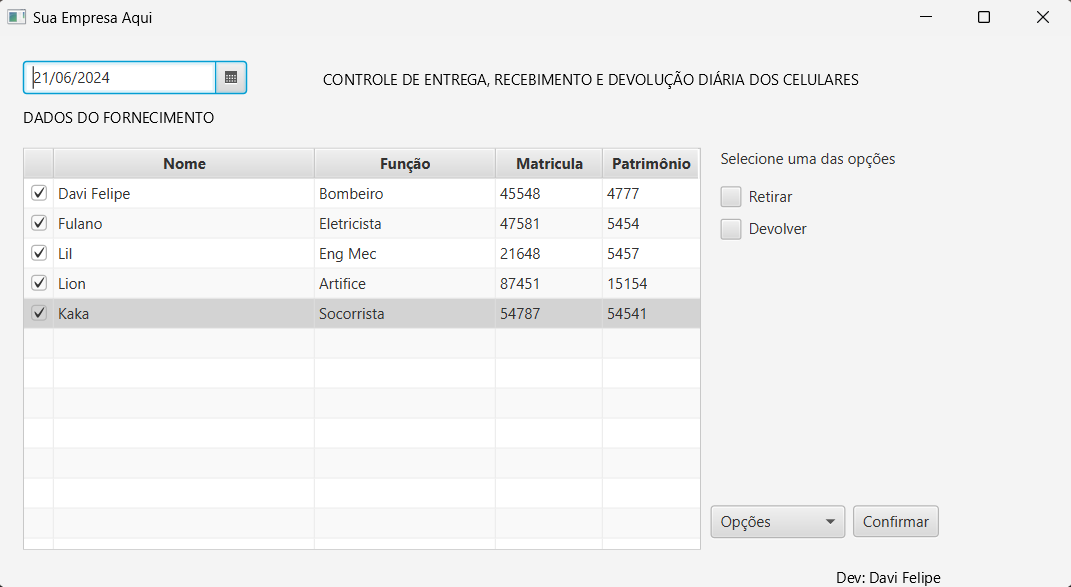 Sua Empresa Aqui
21/06/2024
CONTROLE DE ENTREGA, RECEBIMENTO E DEVOLUÇÃO DIÁRIA DOS CELULARES
DADOS DO FORNECIMENTO
Nome Função Matricula Patrimônio
Davi Felipe Bombeiro 45548 4777
Fulano Eletricista 47581 5454
Lil Eng Mec 21648 5457
Lion Artifice 87451 15154
Kaka Socorrista 54787 54541
Selecione uma das opções
Retirar
Devolver
Opções Confirmar
Dev: Davi Felipe